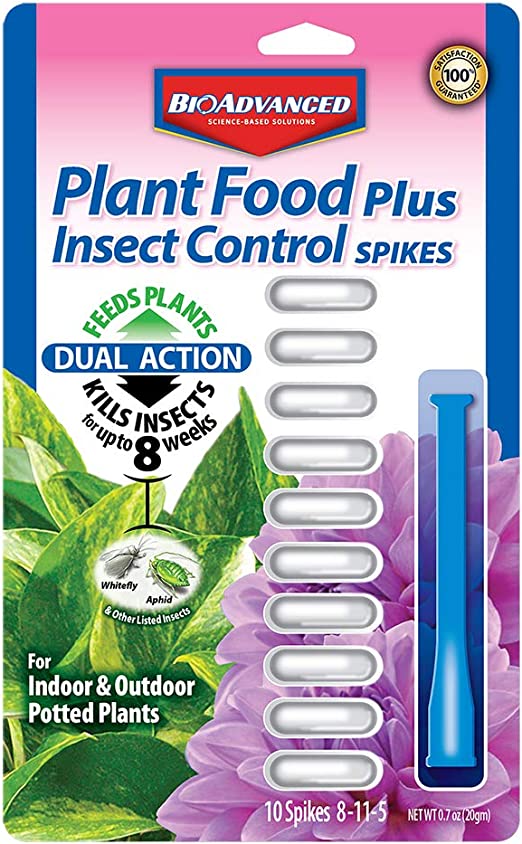 BIOADVANCED
SCIENCE-BASED SOLUTIONS
SATISFACTION
100%
GUARANTEED*
Plant Food Plus
Insect Control SPIKES
FEEDS PLANTS
DUAL ACTION
KILLS INSECTS
for up to
8 weeks
Whitefly
Aphid
& Other Listed Insects
For
Indoor & Outdoor
Potted Plants
10 Spikes 8-11-5
NET WT 0.7 oz (20gm)